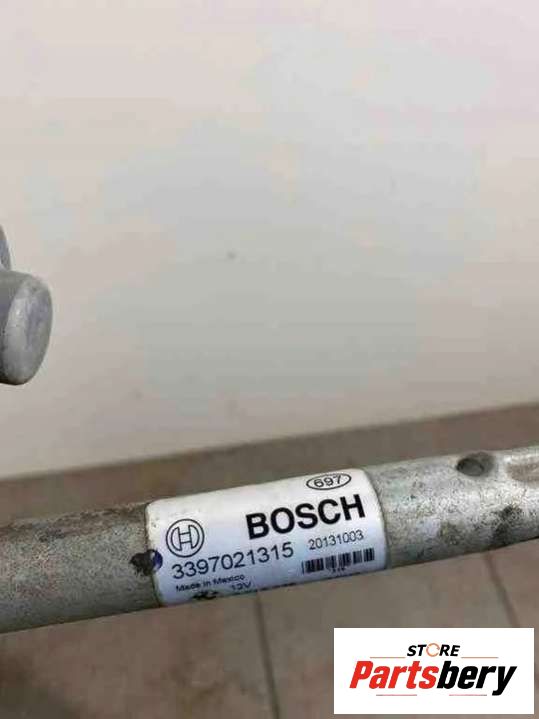 697
BOSCH
3397021315 20131003
Made in Mexico
12V
STORE
Partsbery